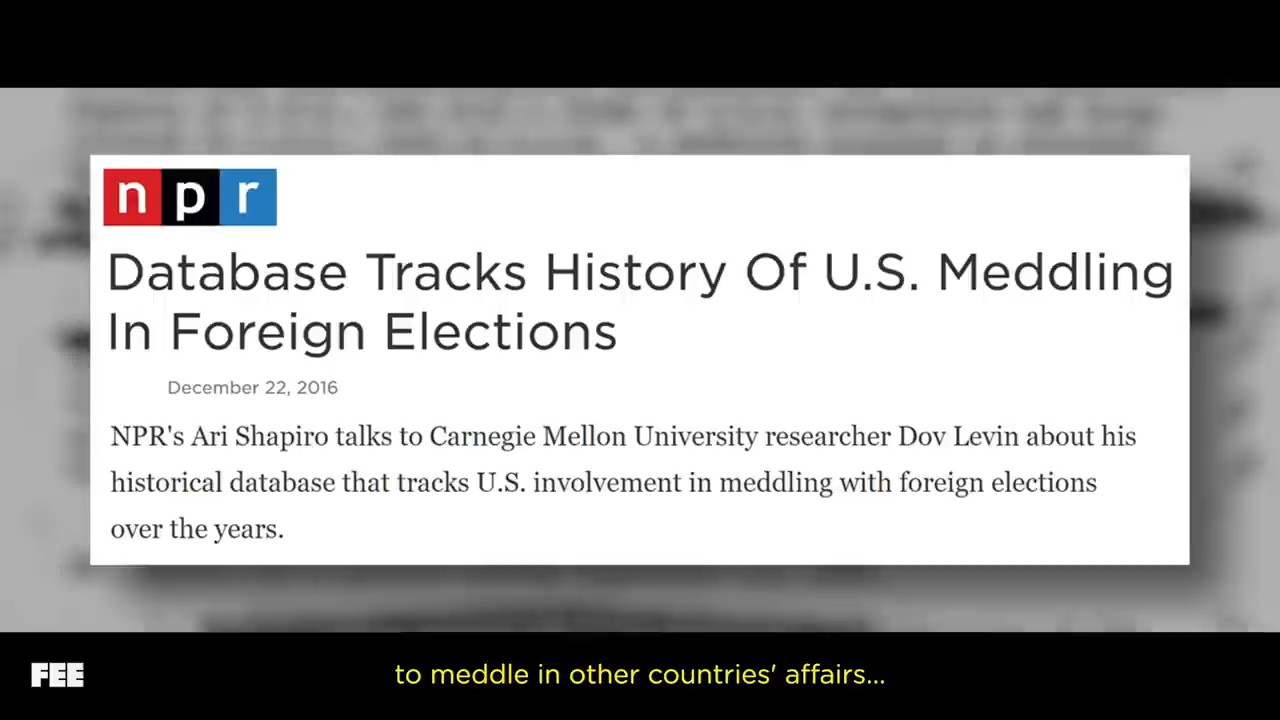 npr
Database Tracks History Of U.S. Meddling
In Foreign Elections
December 22, 2016
NPR's Ari Shapiro talks to Carnegie Mellon University researcher Dov Levin about his
historical database that tracks U.S. involvement in meddling with foreign elections
over the years.
FEE
to meddle in other countries' affairs...